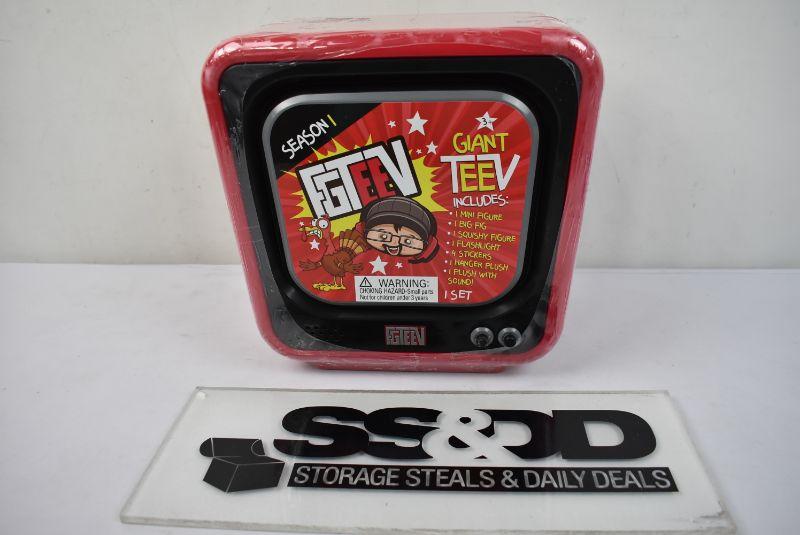 SEASON 1
FGTEEV
3+
GIANT
TEEV
INCLUDES:
• 1 MINI FIGURE
• 1 BIG FIG
• 1 SQUISHY FIGURE
• 1 FLASHLIGHT
• 4 STICKERS
• 1 HANGER PLUSH
• 1 PLUSH WITH
SOUND!
1 SET
WARNING:
CHOKING HAZARD-Small parts
Not for children under 3 years
FGTEEV
SS&DD
STORAGE STEALS & DAILY DEALS